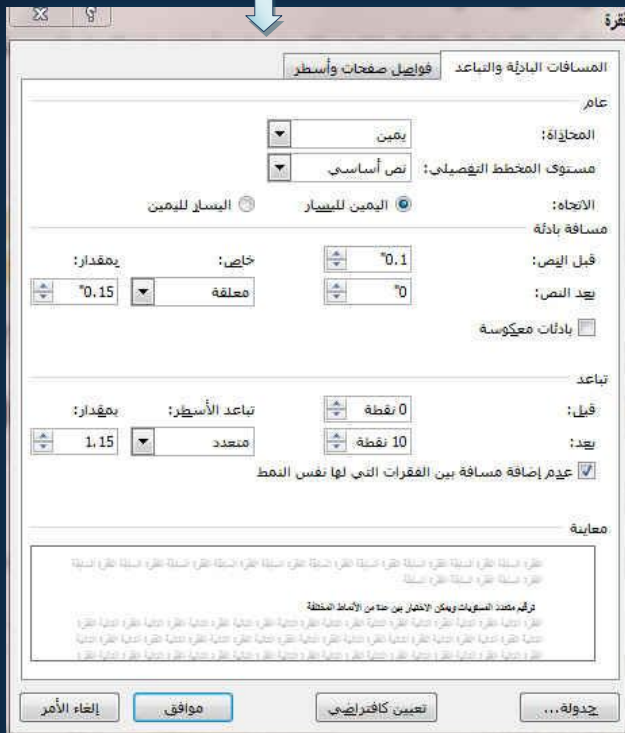 فقرة
المسافات البادئة والتباعد فواصل صفحات وأسطر
عام
المحاذاة: يمين
مستوى المخطط التفصيلي: نص أساسي
الاتجاه: اليمين لليسار اليسار لليمين
مسافة بادئة
قبل النص: 0.1" خاص: بمقدار:
بعد النص: 0" معلقة 0.15"
بادئات معكوسة
تباعد
قبل: 0 نقطة تباعد الأسطر: بمقدار:
بعد: 10 نقطة متعدد 1.15
عدم إضافة مسافة بين الفقرات التي لها نفس النمط
معاينة
ترقيم متعدد المستويات ويمكن الاختيار بين عدد من الأنماط المختلفة
جدولة... تعيين كافتراضي موافق إلغاء الأمر